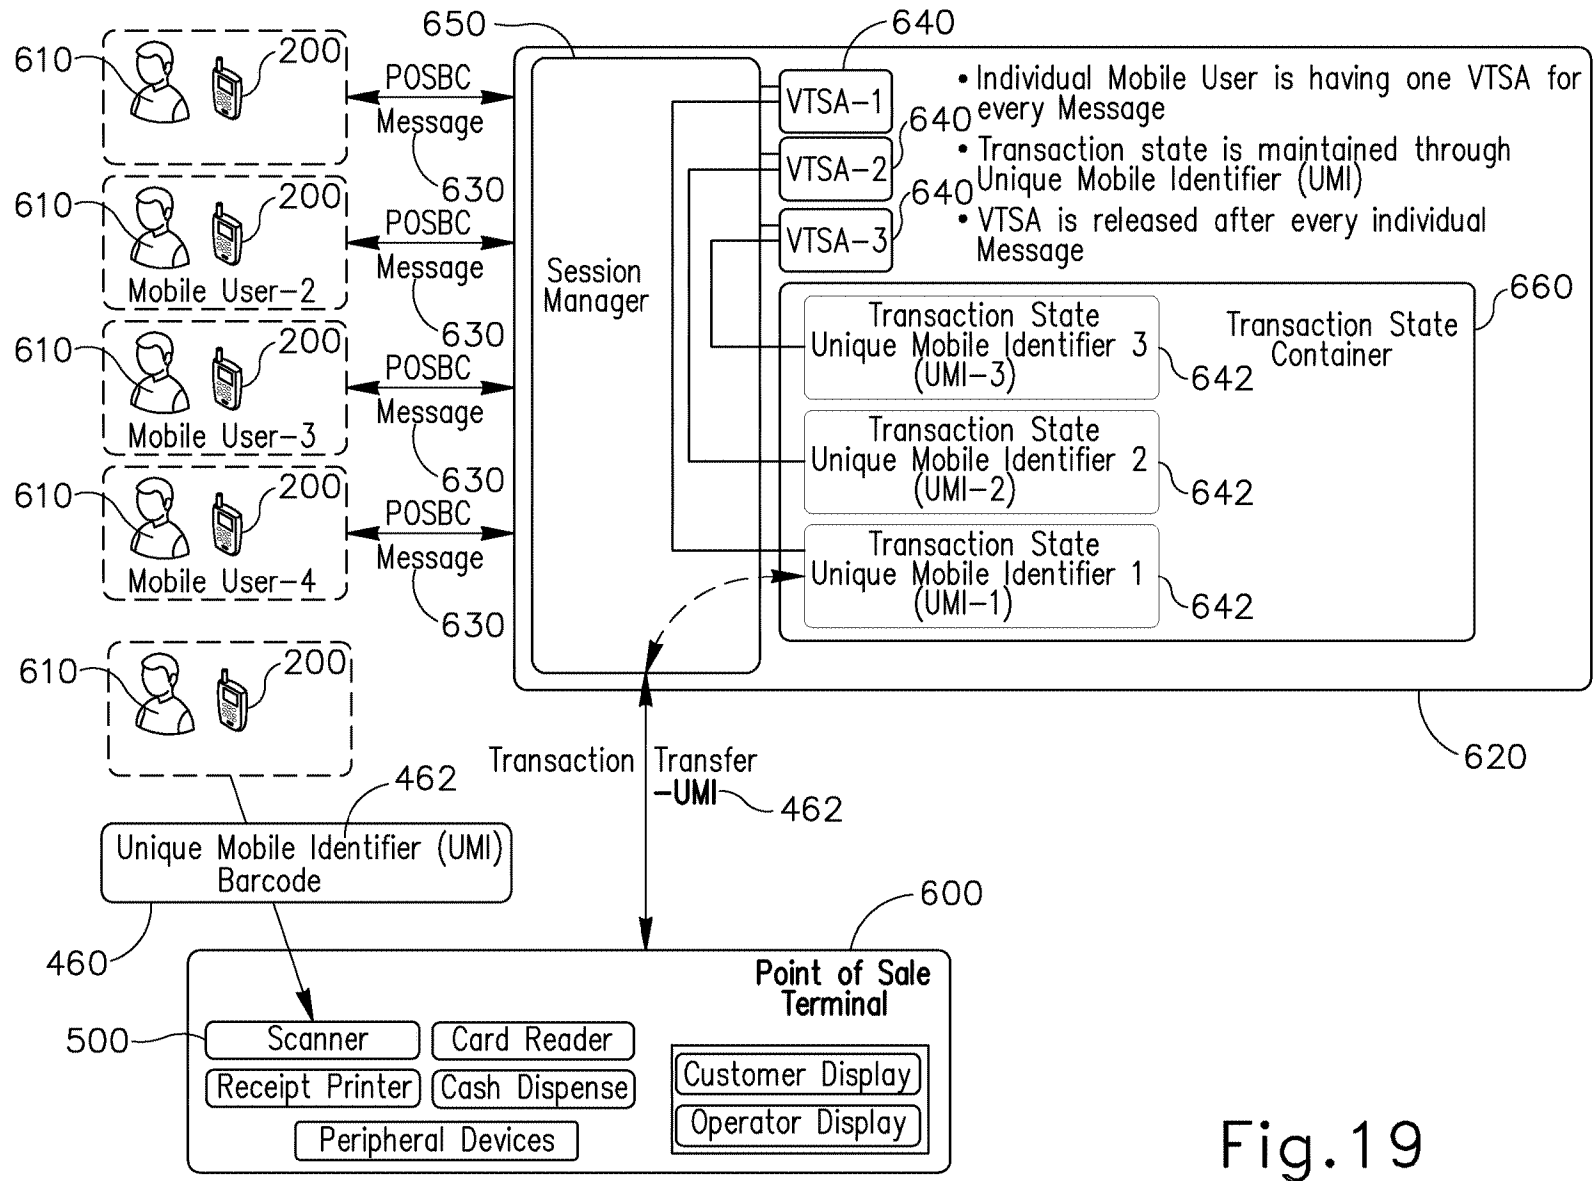 650
640
610
200
POSBC
Message
630
VTSA-1
• Individual Mobile User is having one VTSA for
every Message
640
VTSA-2
• Transaction state is maintained through
Unique Mobile Identifier (UMI)
640
VTSA-3
• VTSA is released after every individual
Message
610
200
Mobile User-2
POSBC
Message
630
Session
Manager
660
Transaction State
Container
Transaction State
Unique Mobile Identifier 3
(UMI-3)
642
610
200
Mobile User-3
POSBC
Message
630
Transaction State
Unique Mobile Identifier 2
(UMI-2)
642
610
200
Mobile User-4
POSBC
Message
630
Transaction State
Unique Mobile Identifier 1
(UMI-1)
642
610
200
620
Transaction Transfer
-UMI
462
462
Unique Mobile Identifier (UMI)
Barcode
460
600
Point of Sale
Terminal
500
Scanner
Card Reader
Receipt Printer
Cash Dispense
Peripheral Devices
Customer Display
Operator Display
Fig.19